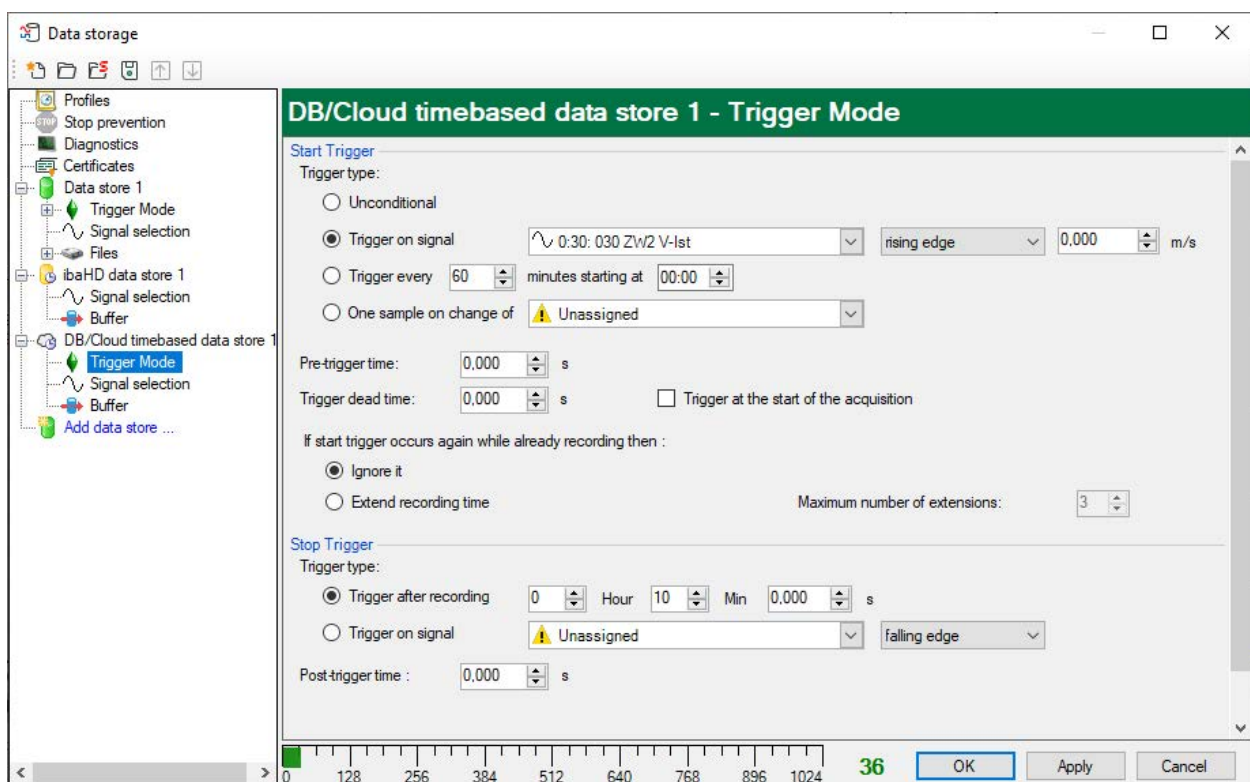 Data storage
Profiles
STOP Stop prevention
Diagnostics
Certificates
Data store 1
Trigger Mode
Signal selection
Files
ibaHD data store 1
Signal selection
Buffer
DB/Cloud timebased data store 1
Trigger Mode
Signal selection
Buffer
Add data store ...
DB/Cloud timebased data store 1 - Trigger Mode
Start Trigger
Trigger type:
Unconditional
Trigger on signal 0:30: 030 ZW2 V-Ist rising edge 0,000 m/s
Trigger every 60 minutes starting at 00:00
One sample on change of Unassigned
Pre-trigger time: 0,000 s
Trigger dead time: 0,000 s Trigger at the start of the acquisition
If start trigger occurs again while already recording then :
Ignore it
Extend recording time Maximum number of extensions: 3
Stop Trigger
Trigger type:
Trigger after recording 0 Hour 10 Min 0,000 s
Trigger on signal Unassigned falling edge
Post-trigger time : 0,000 s
0 128 256 384 512 640 768 896 1024 36 OK Apply Cancel